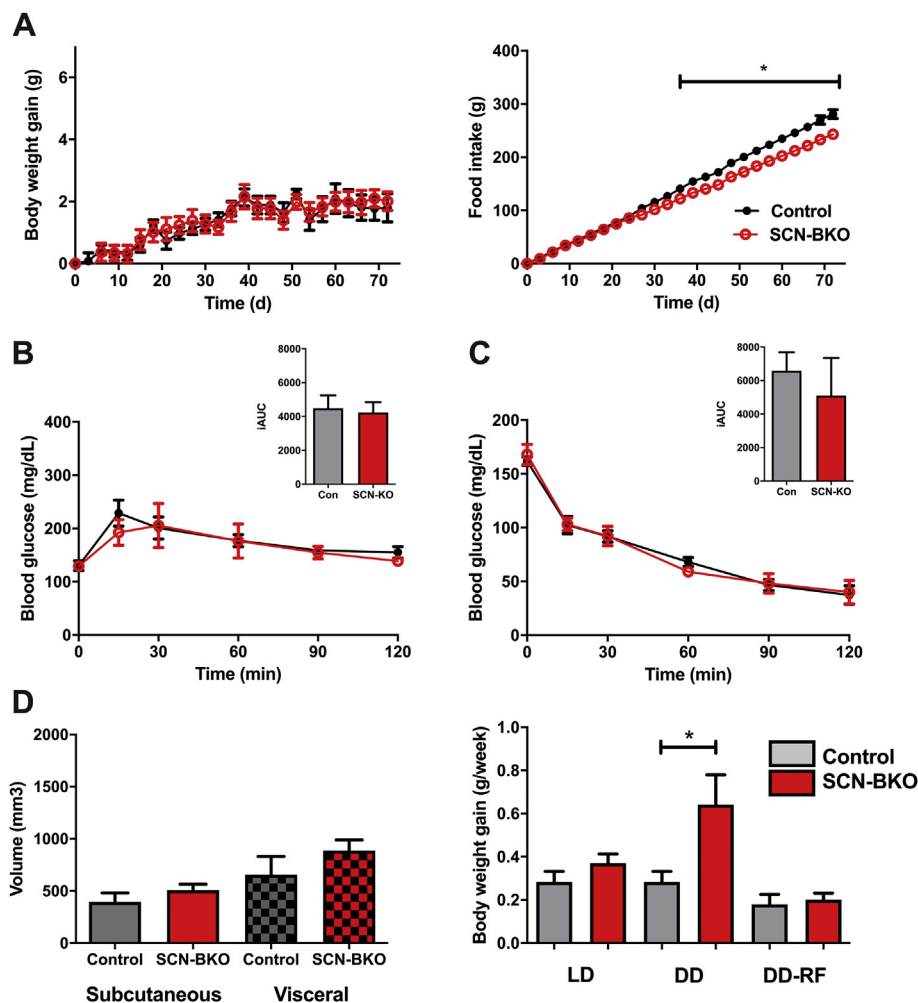 A
Body weight gain (g)
6
4
2
0
0 10 20 30 40 50 60 70
Time (d)
Food intake (g)
400
300
200
100
0
*
Control
SCN-BKO
0 10 20 30 40 50 60 70
Time (d)
B
Blood glucose (mg/dL)
400
300
200
100
0
0 30 60 90 120
Time (min)
iAUC
8000
6000
4000
2000
0
Con SCN-KO
C
Blood glucose (mg/dL)
200
150
100
50
0
0 30 60 90 120
Time (min)
iAUC
8000
6000
4000
2000
0
Con SCN-KO
D
Volume (mm3)
2000
1500
1000
500
0
Control SCN-BKO Control SCN-BKO
Subcutaneous Visceral
Body weight gain (g/week)
1.0
0.8
0.6
0.4
0.2
0.0
*
Control
SCN-BKO
LD DD DD-RF